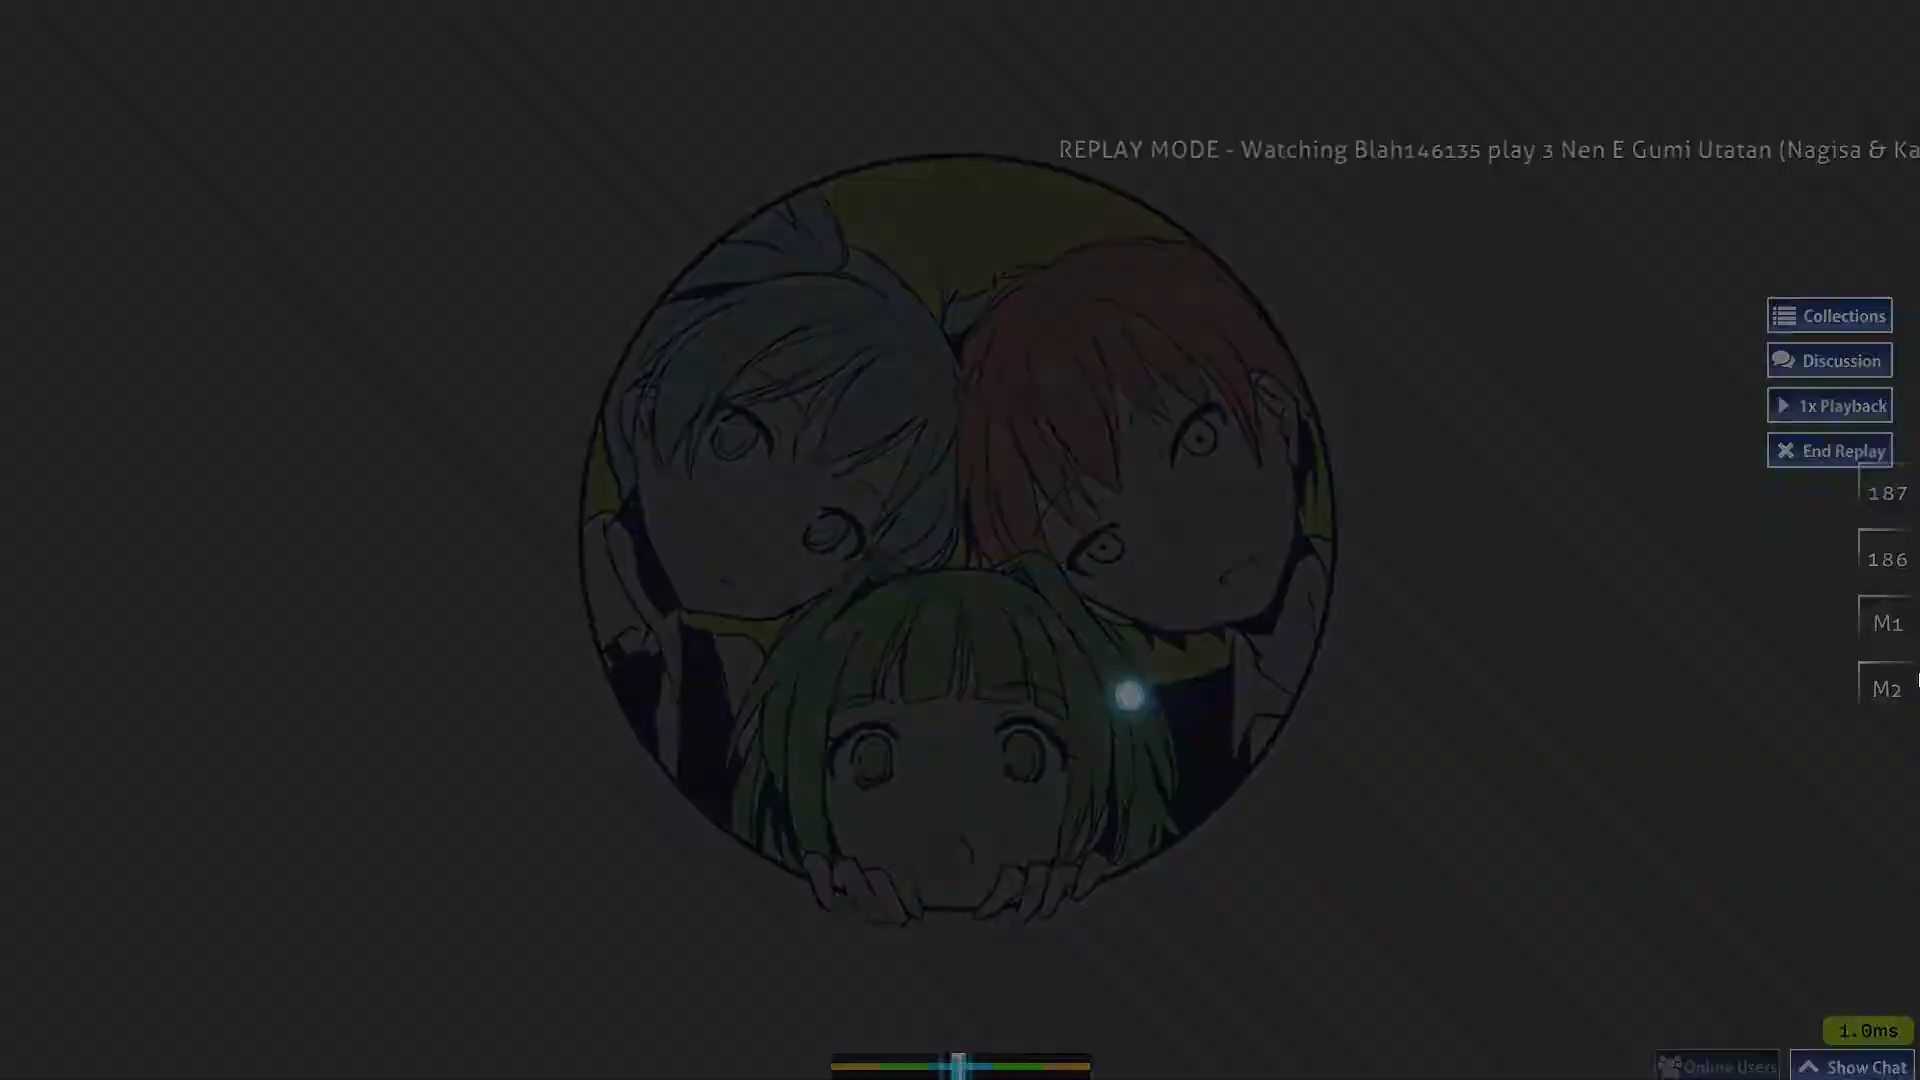 REPLAY MODE - Watching Blah146135 play 3 Nen E Gumi Utatan (Nagisa & Ka
Collections
Discussion
1x Playback
End Replay
187
186
M1
M2
1.0ms
Online Users
Show Chat